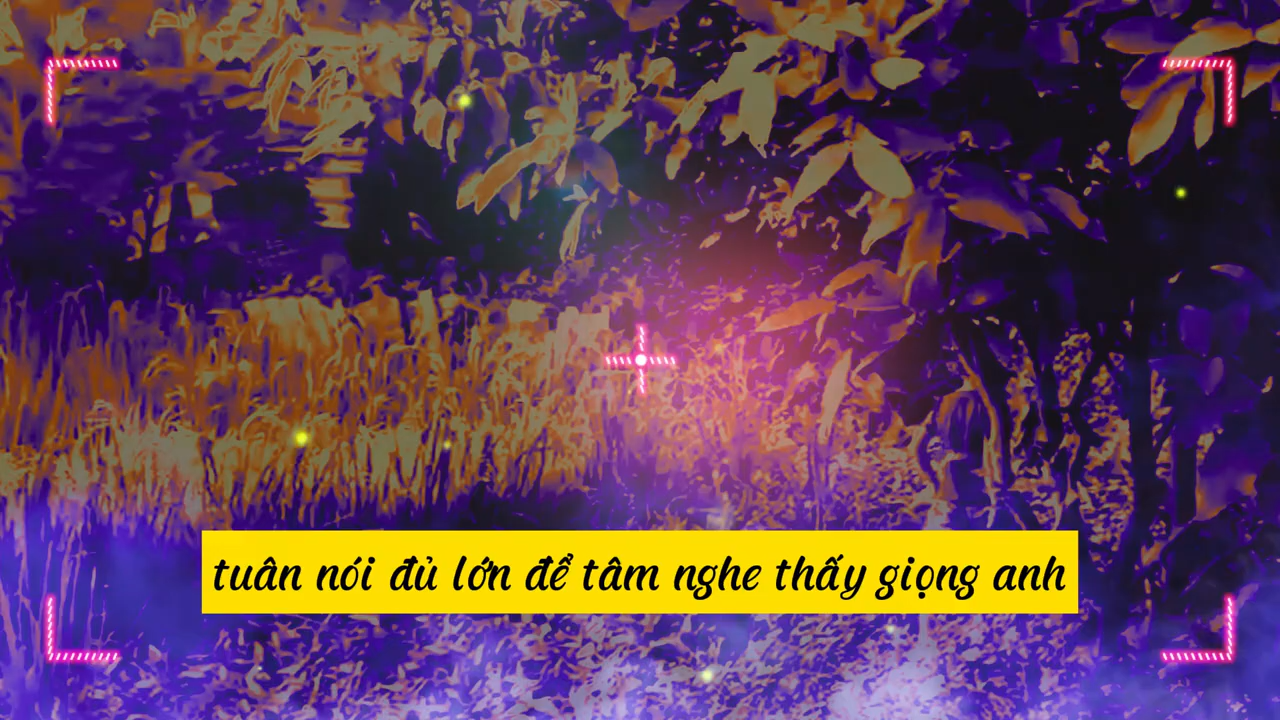 tuân nói đủ lớn để tâm nghe thấy giọng anh